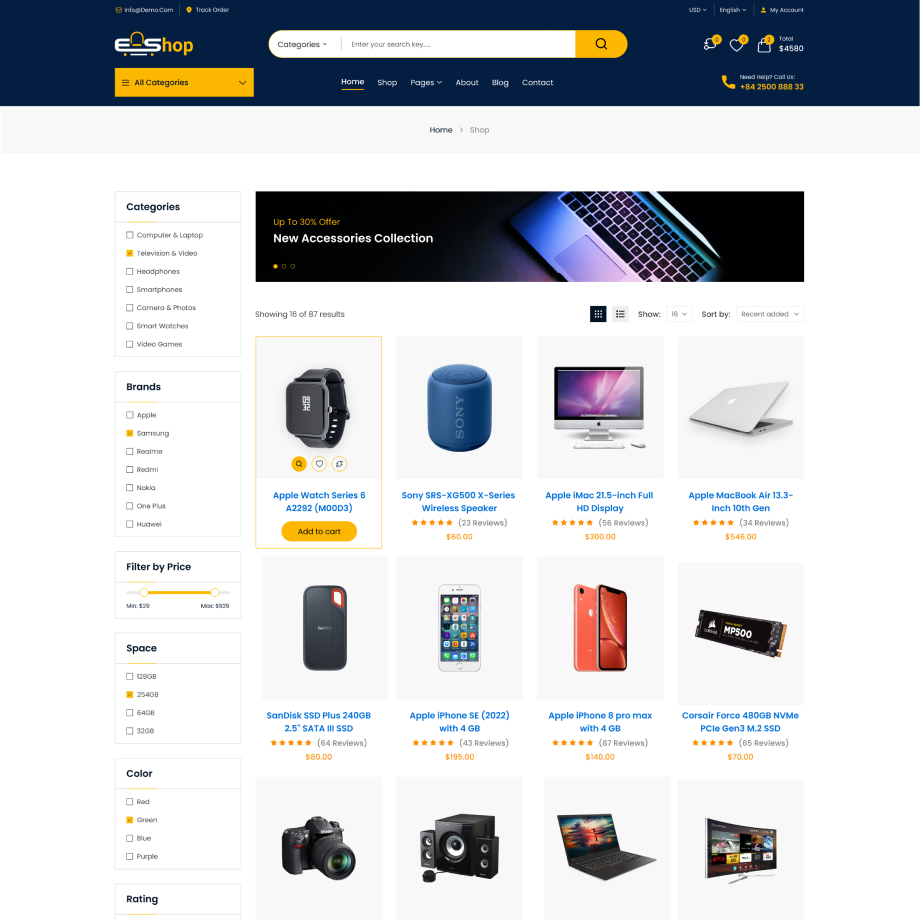 Info@Demo.Com
Track Order
USD
English
My Account
EShop
Categories
Enter your search key....
0
0
2
Total
$4580
All Categories
Home
Shop
Pages
About
Blog
Contact
Need Help? Call Us:
+84 2500 888 33
Home > Shop
Categories
Computer & Laptop
Television & Video
Headphones
Smartphones
Camera & Photos
Smart Watches
Video Games
Brands
Apple
Samsung
Realme
Redmi
Nokia
One Plus
Huawei
Filter by Price
Min: $29
Max: $929
Space
128GB
254GB
64GB
32GB
Color
Red
Green
Blue
Purple
Rating
Up To 30% Offer
New Accessories Collection
Showing 16 of 87 results
Show:
16
Sort by:
Recent added
Apple Watch Series 6
A2292 (M00D3)
Add to cart
SONY
Sony SRS-XG500 X-Series
Wireless Speaker
(23 Reviews)
$80.00
Apple iMac 21.5-inch Full
HD Display
(56 Reviews)
$300.00
Apple MacBook Air 13.3-
Inch 10th Gen
(34 Reviews)
$546.00
SanDisk
SanDisk SSD Plus 240GB
2.5" SATA III SSD
(64 Reviews)
$80.00
Apple iPhone SE (2022)
with 4 GB
(43 Reviews)
$195.00
Apple iPhone 8 pro max
with 4 GB
(87 Reviews)
$140.00
CORSAIR
MP500
Corsair Force 480GB NVMe
PCIe Gen3 M.2 SSD
(65 Reviews)
$70.00